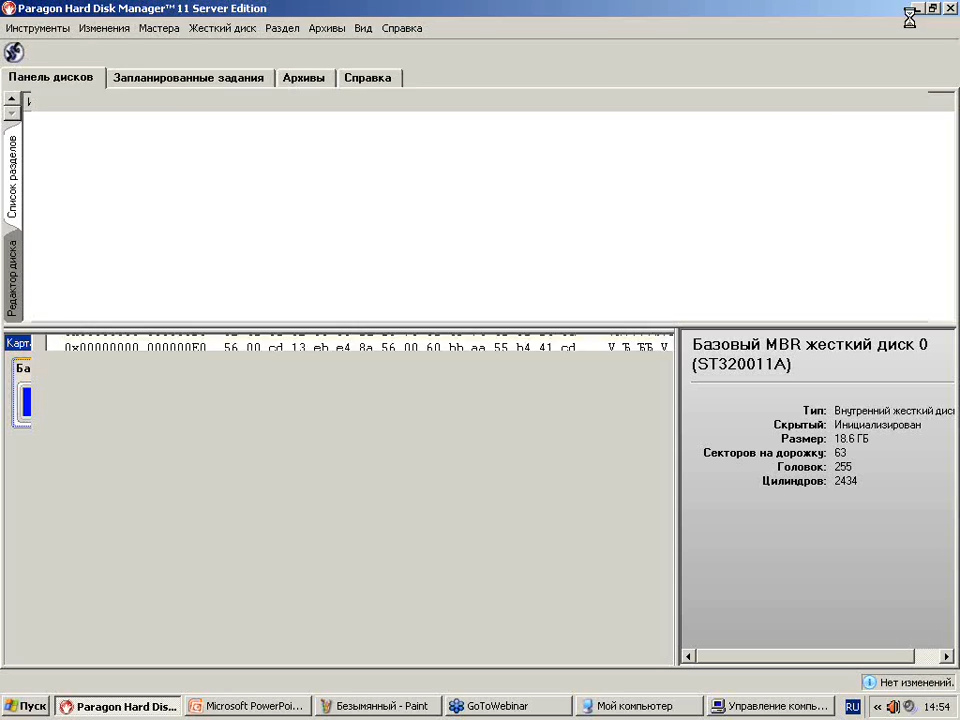 Paragon Hard Disk Manager™ 11 Server Edition
Инструменты Изменения Мастера Жесткий диск Раздел Архивы Вид Справка
Панель дисков Запланированные задания Архивы Справка
Список разделов
Редактор диска
Карт
0x00000000 000000E0 56 00 cd 13 eb e4 8a 56 00 60 bb aa 55 b4 41 cd
Ба
Базовый MBR жесткий диск 0
(ST320011A)
Тип: Внутренний жесткий диск
Скрытый: Инициализирован
Размер: 18.6 ГБ
Секторов на дорожку: 63
Головок: 255
Цилиндров: 2434
Нет изменений.
Пуск Paragon Hard Dis... Microsoft PowerPoi... Безымянный - Paint GoToWebinar Мой компьютер Управление компь... RU « 14:54